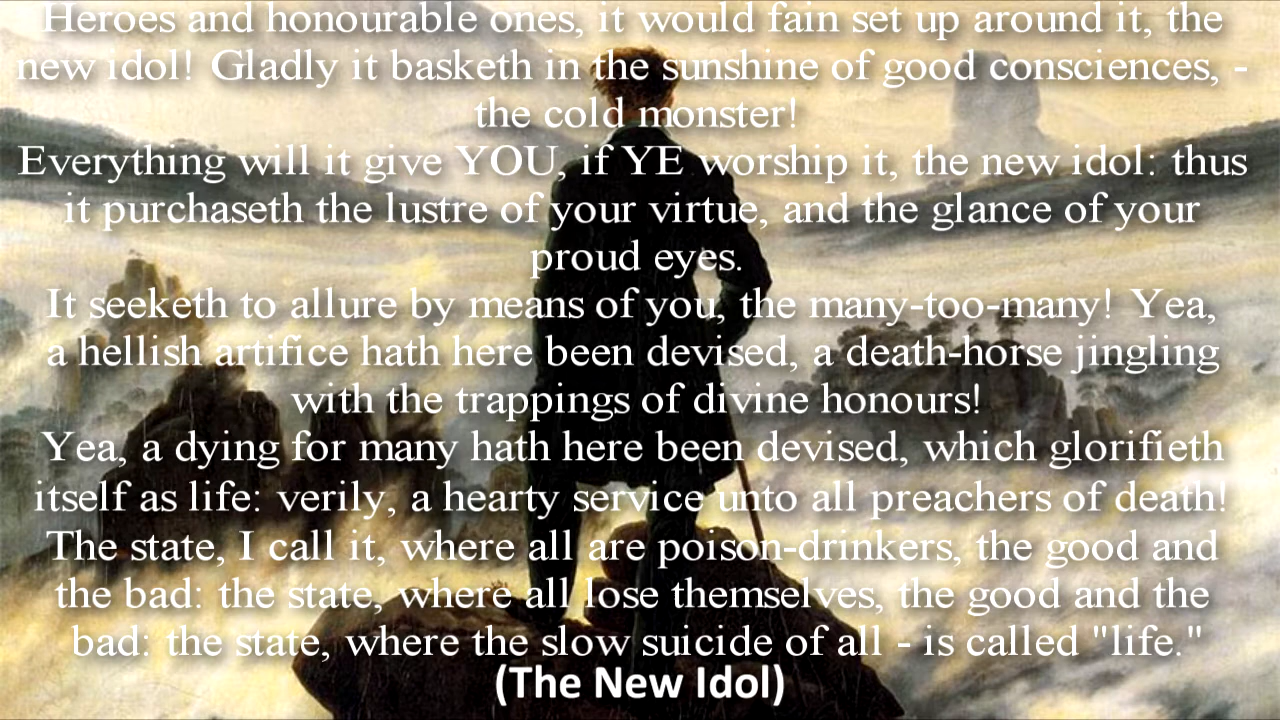 Heroes and honourable ones, it would fain set up around it, the
new idol! Gladly it basketh in the sunshine of good consciences, -
the cold monster!
Everything will it give YOU, if YE worship it, the new idol: thus
it purchaseth the lustre of your virtue, and the glance of your
proud eyes.
It seeketh to allure by means of you, the many-too-many! Yea,
a hellish artifice hath here been devised, a death-horse jingling
with the trappings of divine honours!
Yea, a dying for many hath here been devised, which glorifieth
itself as life: verily, a hearty service unto all preachers of death!
The state, I call it, where all are poison-drinkers, the good and
the bad: the state, where all lose themselves, the good and the
bad: the state, where the slow suicide of all - is called "life."
(The New Idol)